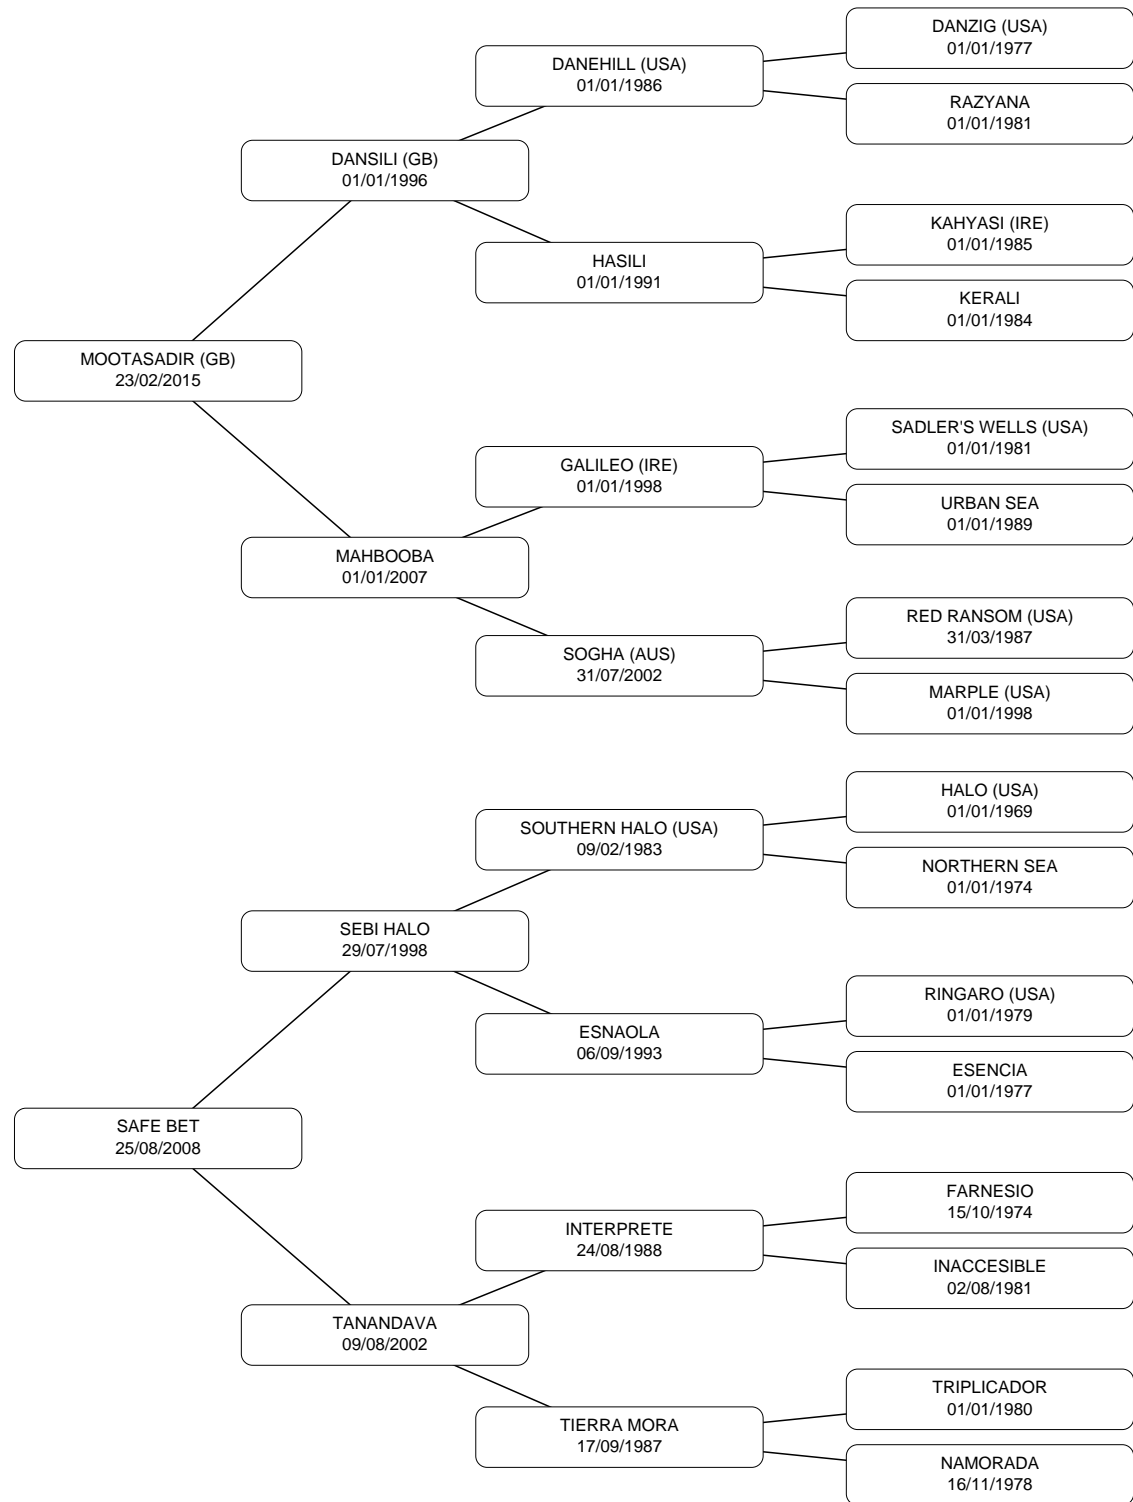 DANZIG (USA)
01/01/1977
DANEHILL (USA)
01/01/1986
RAZYANA
01/01/1981
DANSILI (GB)
01/01/1996
KAHYASI (IRE)
01/01/1985
HASILI
01/01/1991
KERALI
01/01/1984
MOOTASADIR (GB)
23/02/2015
SADLER'S WELLS (USA)
01/01/1981
GALILEO (IRE)
01/01/1998
URBAN SEA
01/01/1989
MAHBOOBA
01/01/2007
RED RANSOM (USA)
31/03/1987
SOGHA (AUS)
31/07/2002
MARPLE (USA)
01/01/1998
HALO (USA)
01/01/1969
SOUTHERN HALO (USA)
09/02/1983
NORTHERN SEA
01/01/1974
SEBI HALO
29/07/1998
RINGARO (USA)
01/01/1979
ESNAOLA
06/09/1993
ESENCIA
01/01/1977
SAFE BET
25/08/2008
FARNESIO
15/10/1974
INTERPRETE
24/08/1988
INACCESIBLE
02/08/1981
TANANDAVA
09/08/2002
TRIPLICADOR
01/01/1980
TIERRA MORA
17/09/1987
NAMORADA
16/11/1978